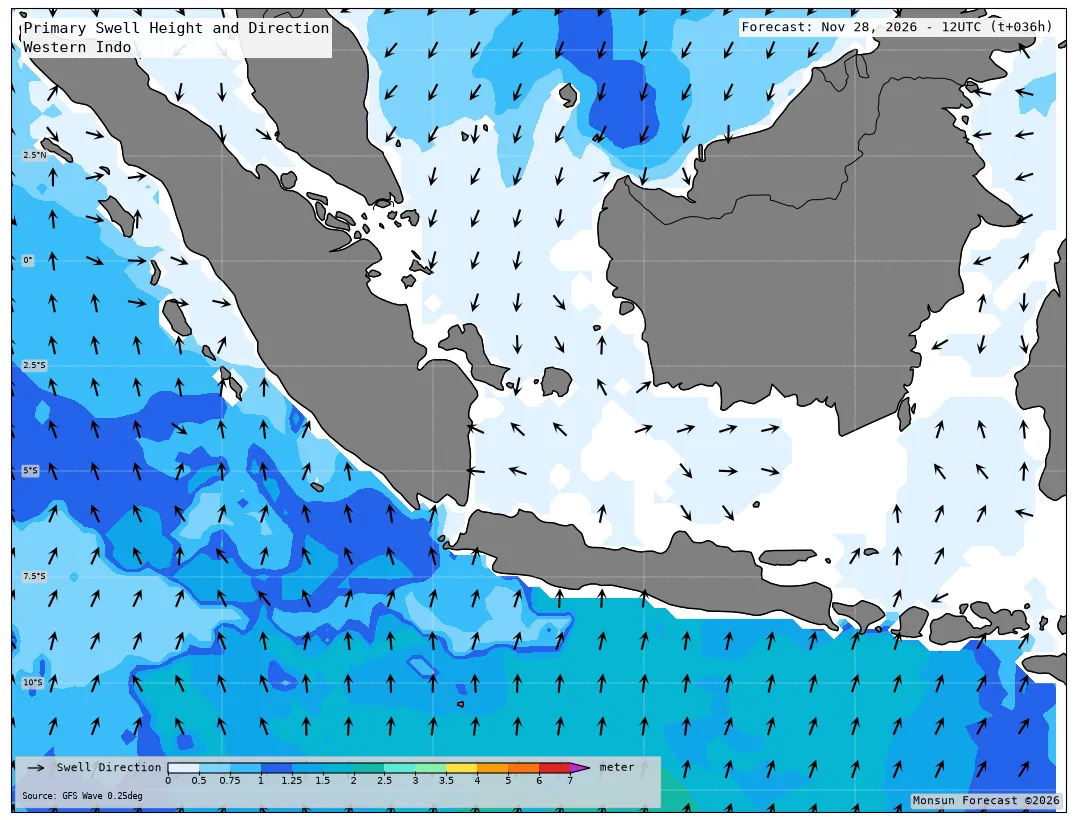 Primary Swell Height and Direction
Western Indo
Forecast: Nov 28, 2026 - 12UTC (t+036h)
2.5°N
0°
2.5°S
5°S
7.5°S
10°S
Swell Direction
0 0.5 0.75 1 1.25 1.5 2 2.5 3 3.5 4 5 6 7
meter
Source: GFS Wave 0.25deg
Monsun Forecast ©2026